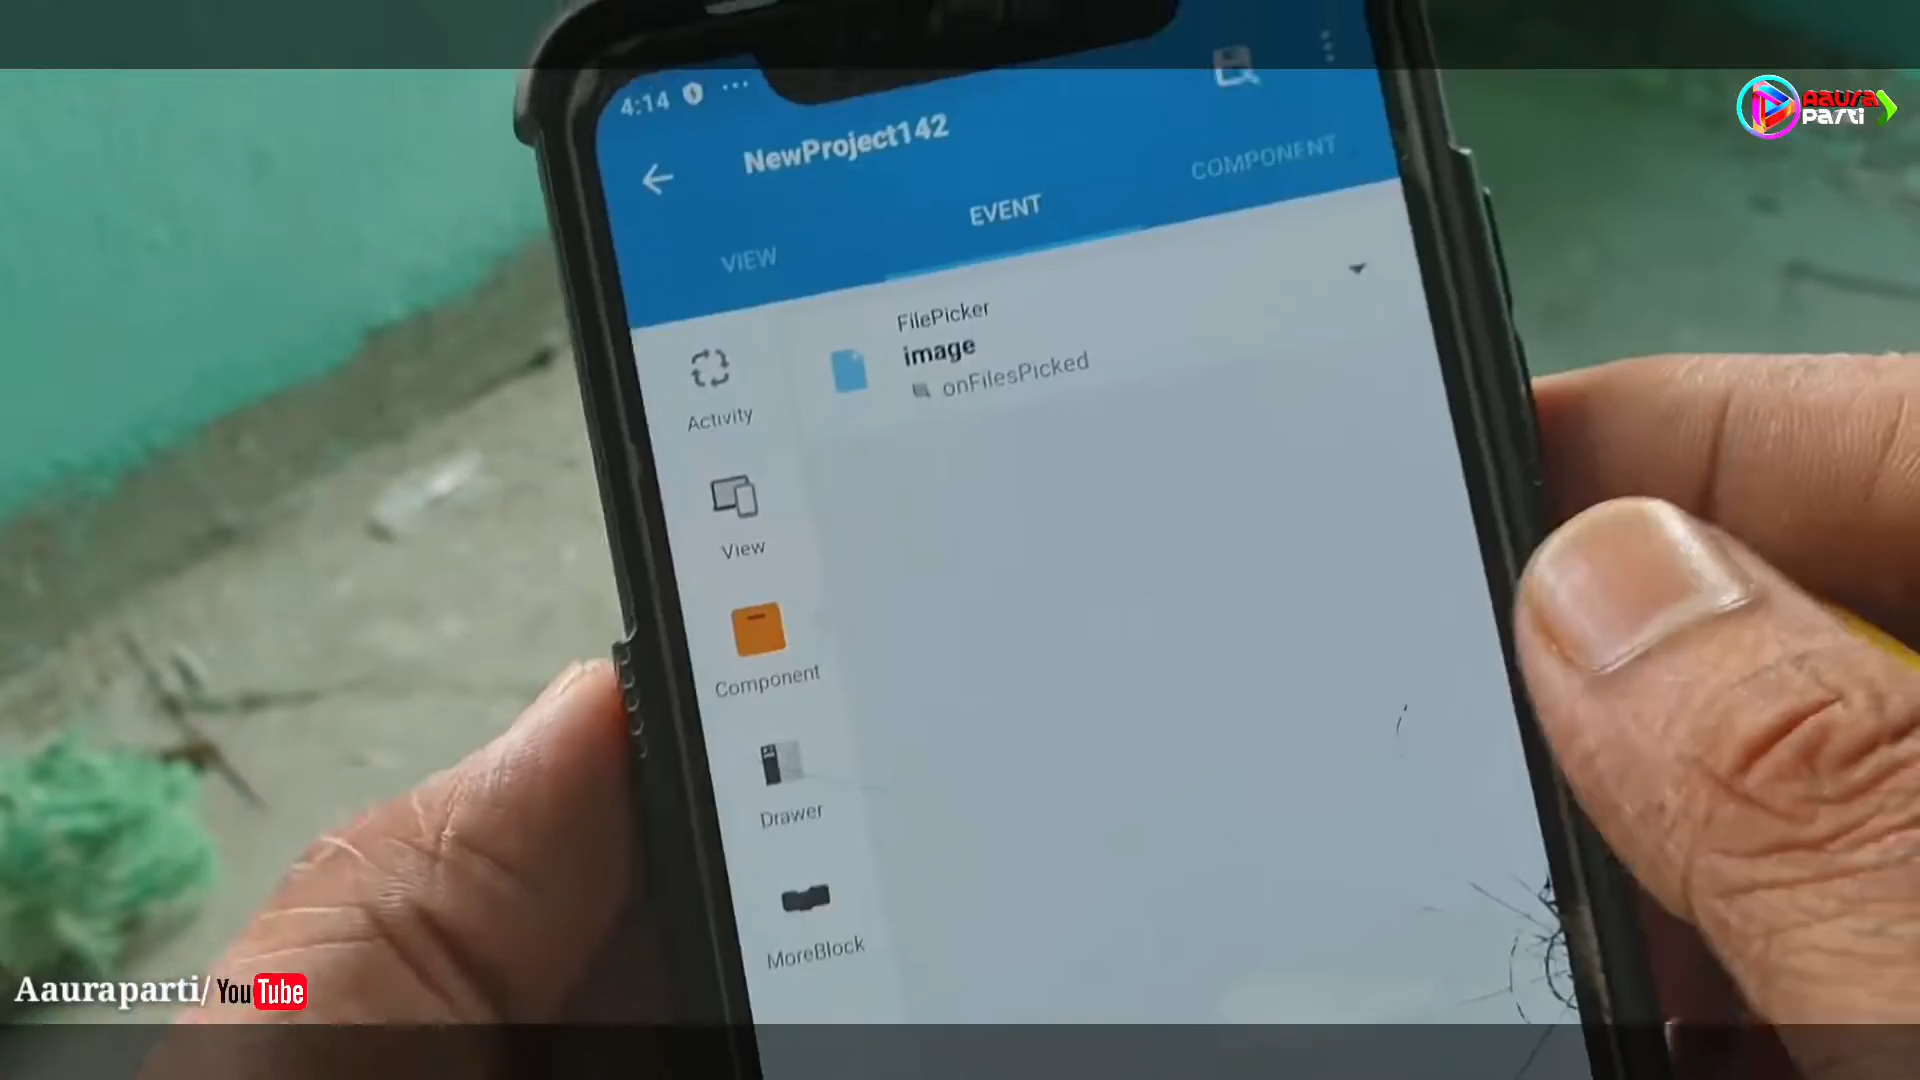 Aaura
Parti
4:14
NewProject142
VIEW
EVENT
COMPONENT
FilePicker
image
onFilesPicked
Activity
View
Component
Drawer
MoreBlock
Aauraparti/YouTube